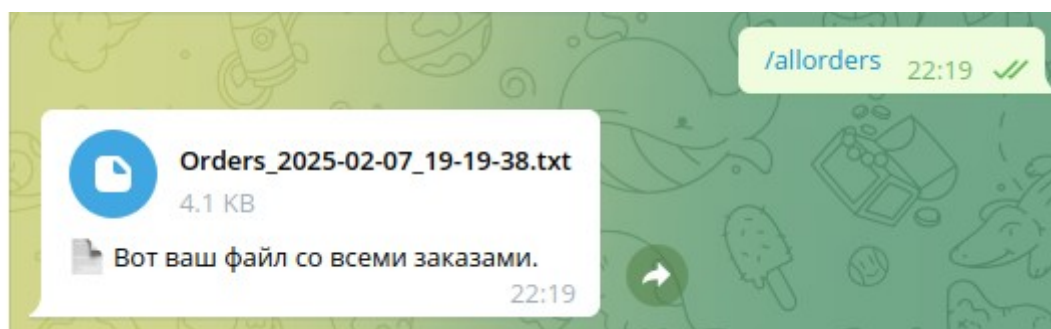 /allorders 22:19
Orders_2025-02-07_19-19-38.txt
4.1 KB
Вот ваш файл со всеми заказами.
22:19